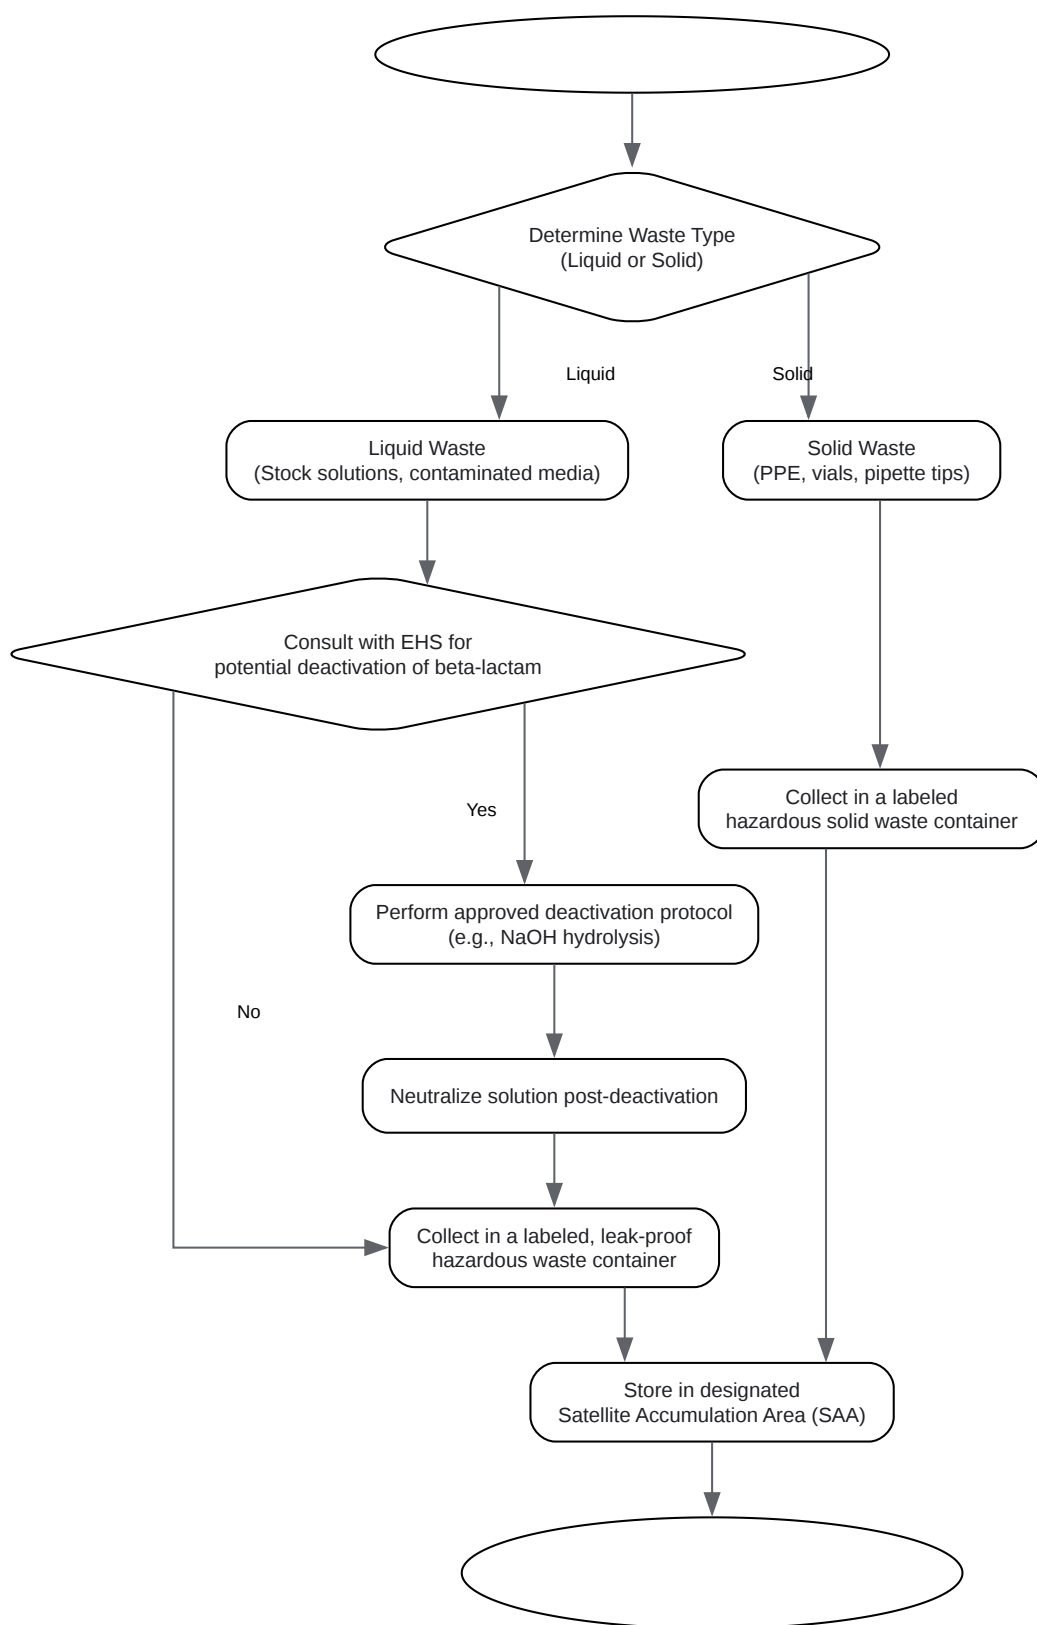 Determine Waste Type
(Liquid or Solid)
Liquid
Solid
Liquid Waste
(Stock solutions, contaminated media)
Solid Waste
(PPE, vials, pipette tips)
Consult with EHS for
potential deactivation of beta-lactam
Yes
Collect in a labeled
hazardous solid waste container
Perform approved deactivation protocol
(e.g., NaOH hydrolysis)
No
Neutralize solution post-deactivation
Collect in a labeled, leak-proof
hazardous waste container
Store in designated
Satellite Accumulation Area (SAA)